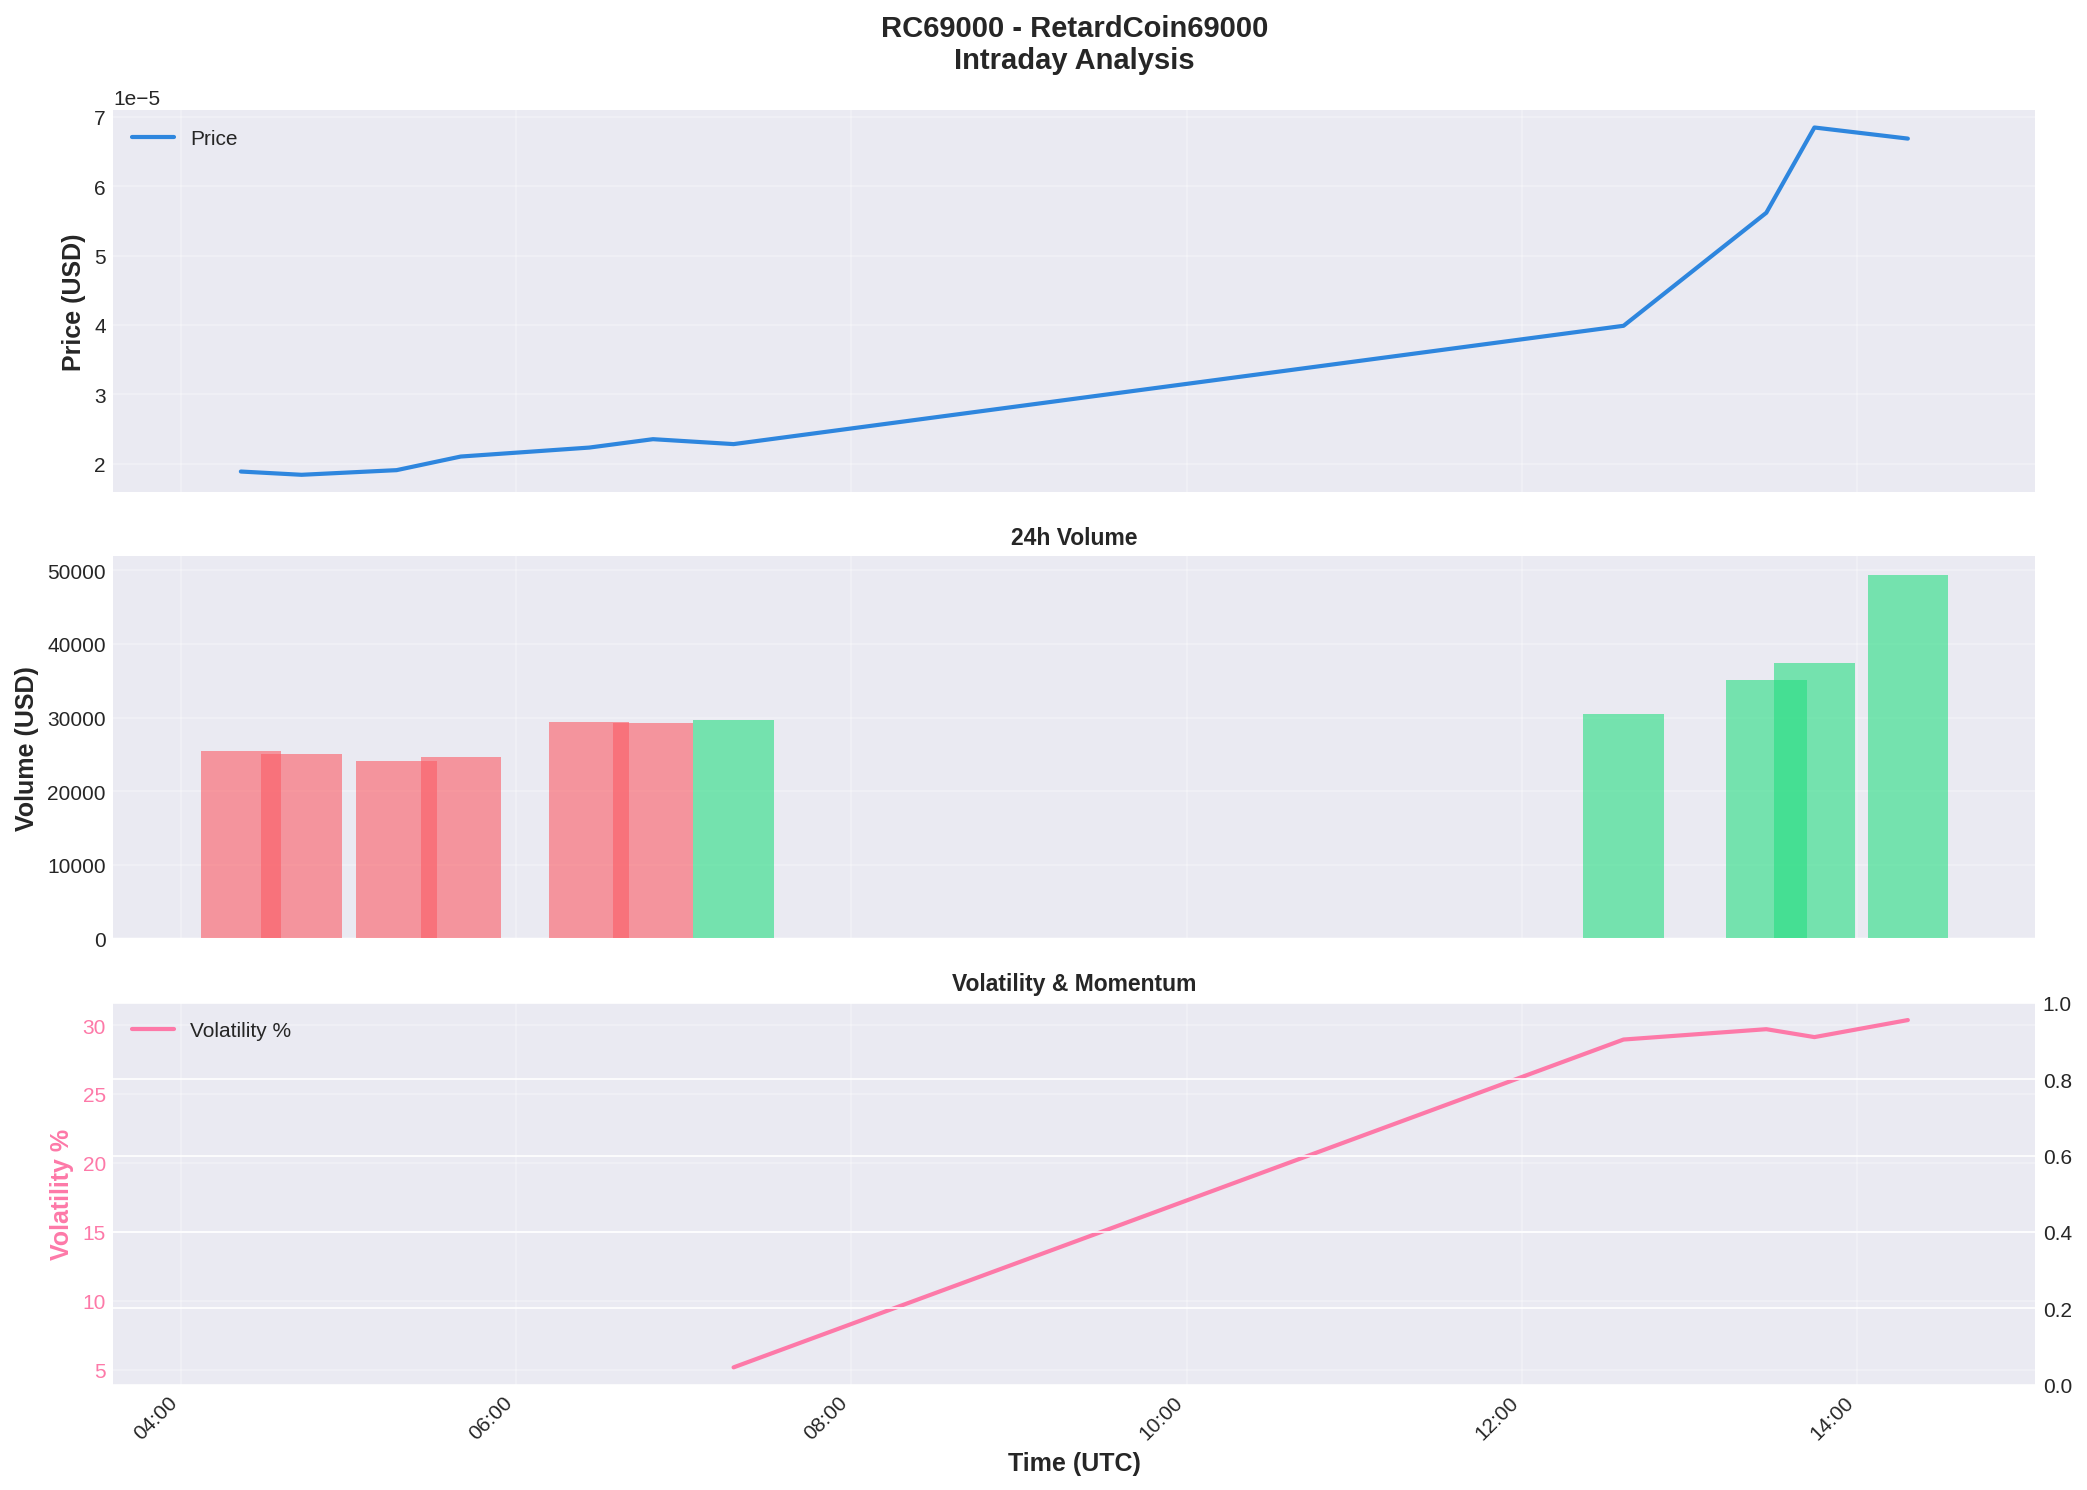 RC69000 - RetardCoin69000
Intraday Analysis
1e−5
7
6
5
4
3
2
Price (USD)
Price
24h Volume
50000
40000
30000
20000
10000
0
Volume (USD)
Volatility & Momentum
30
25
20
15
10
5
Volatility %
Volatility %
1.0
0.8
0.6
0.4
0.2
0.0
04:00
06:00
08:00
10:00
12:00
14:00
Time (UTC)